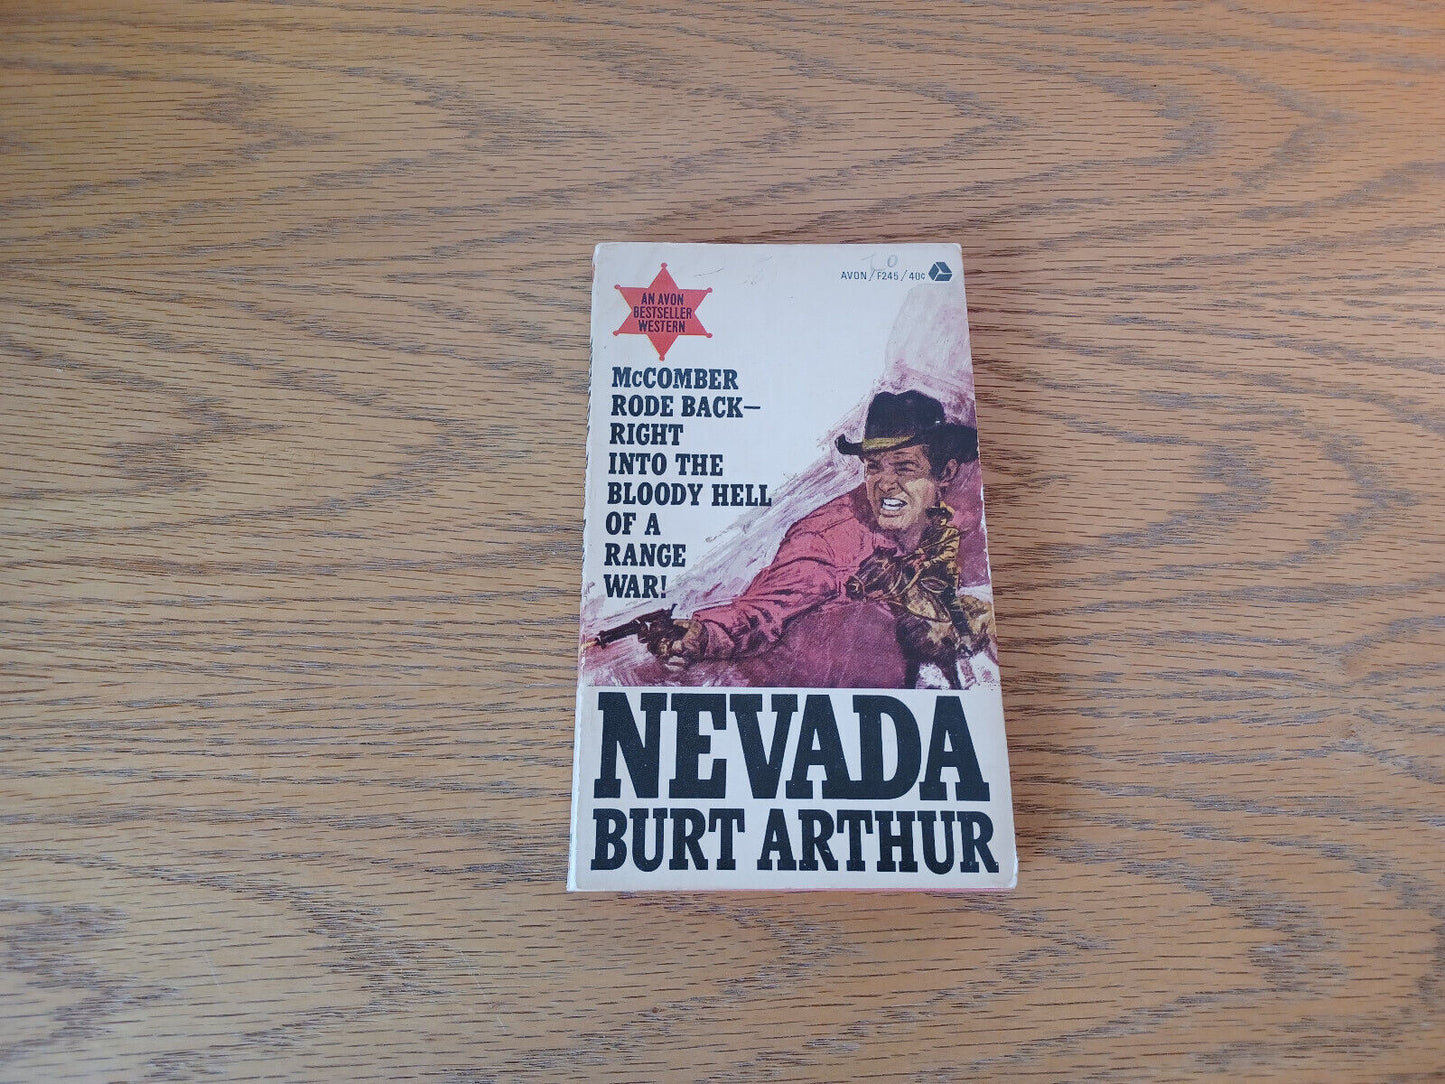 AVON/F245/40¢
AN AVON
BESTSELLER
WESTERN
McCOMBER
RODE BACK—
RIGHT
INTO THE
BLOODY HELL
OF A
RANGE
WAR!
NEVADA
BURT ARTHUR